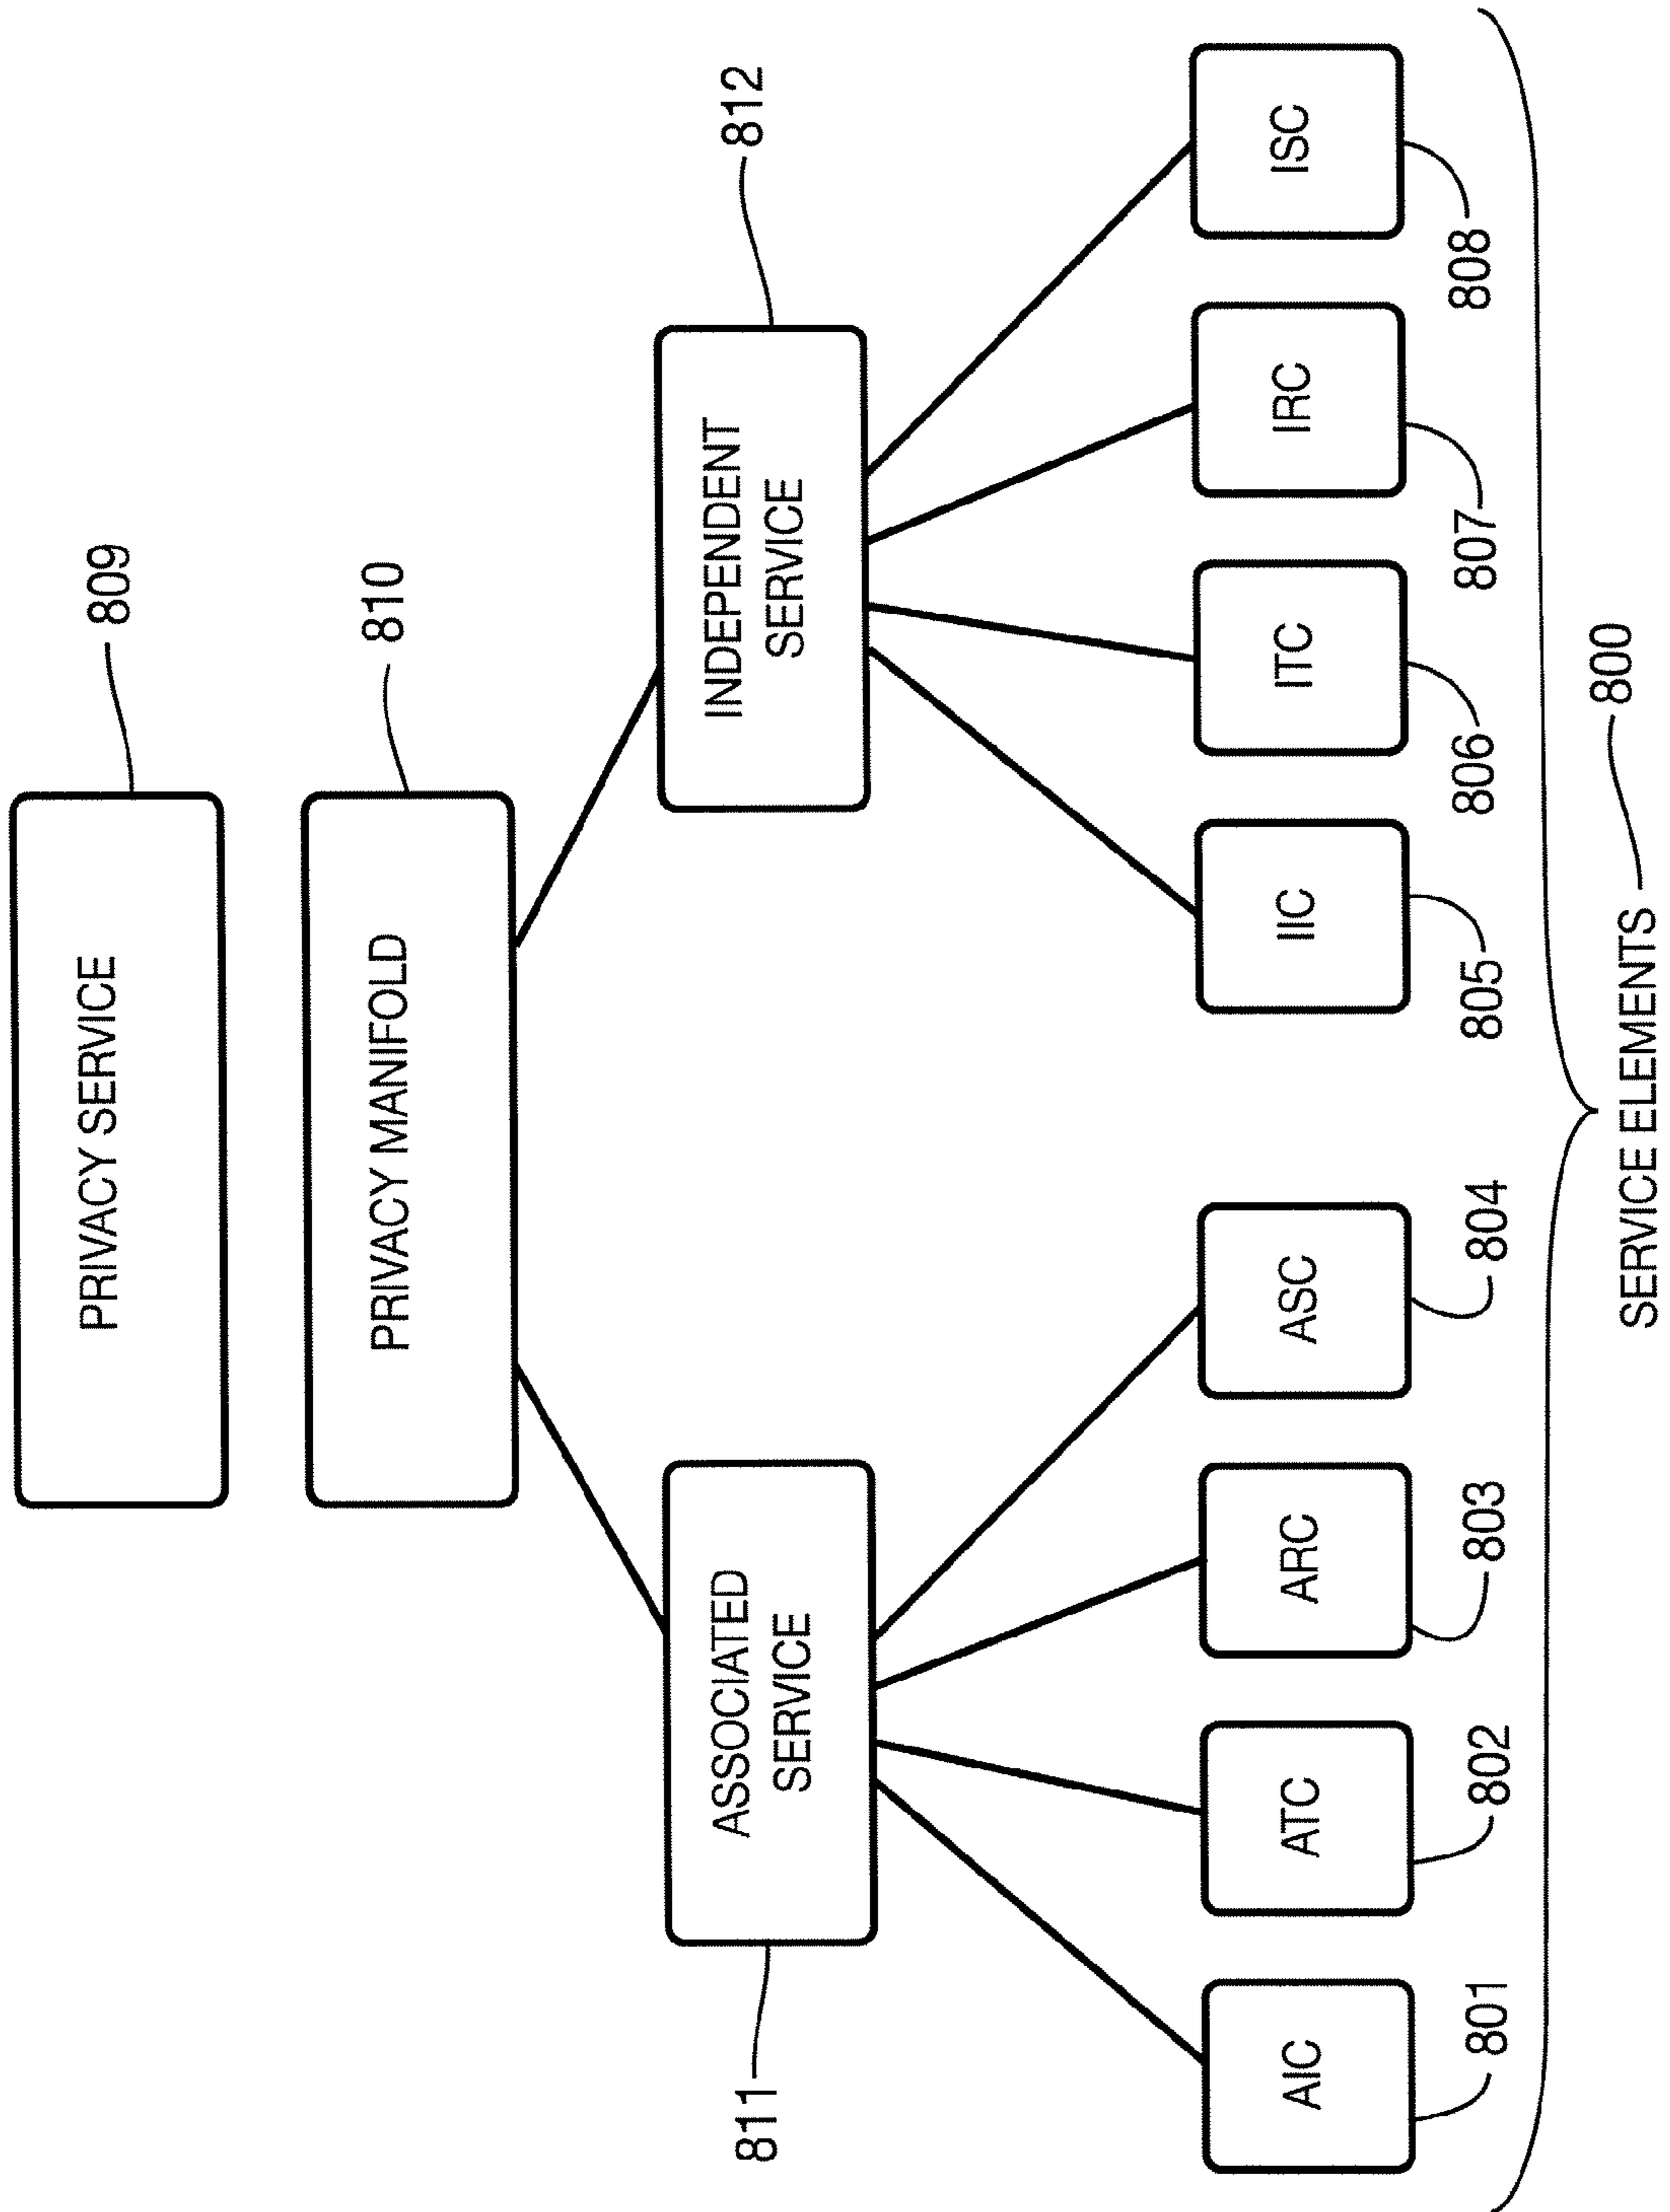 PRIVACY SERVICE
809
PRIVACY MANIFOLD
810
ASSOCIATED
SERVICE
811
INDEPENDENT
SERVICE
812
AIC
ATC
ARC
ASC
IIC
ITC
IRC
ISC
801
802
803
804
805
806
807
808
SERVICE ELEMENTS
800